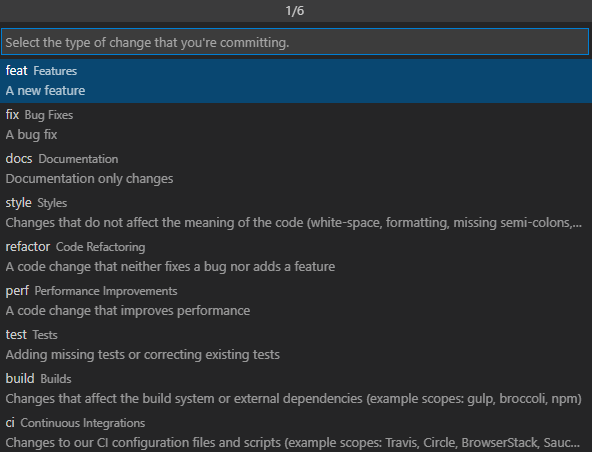 1/6
Select the type of change that you're committing.
feat Features
A new feature
fix Bug Fixes
A bug fix
docs Documentation
Documentation only changes
style Styles
Changes that do not affect the meaning of the code (white-space, formatting, missing semi-colons,...
refactor Code Refactoring
A code change that neither fixes a bug nor adds a feature
perf Performance Improvements
A code change that improves performance
test Tests
Adding missing tests or correcting existing tests
build Builds
Changes that affect the build system or external dependencies (example scopes: gulp, broccoli, npm)
ci Continuous Integrations
Changes to our CI configuration files and scripts (example scopes: Travis, Circle, BrowserStack, Sauc...